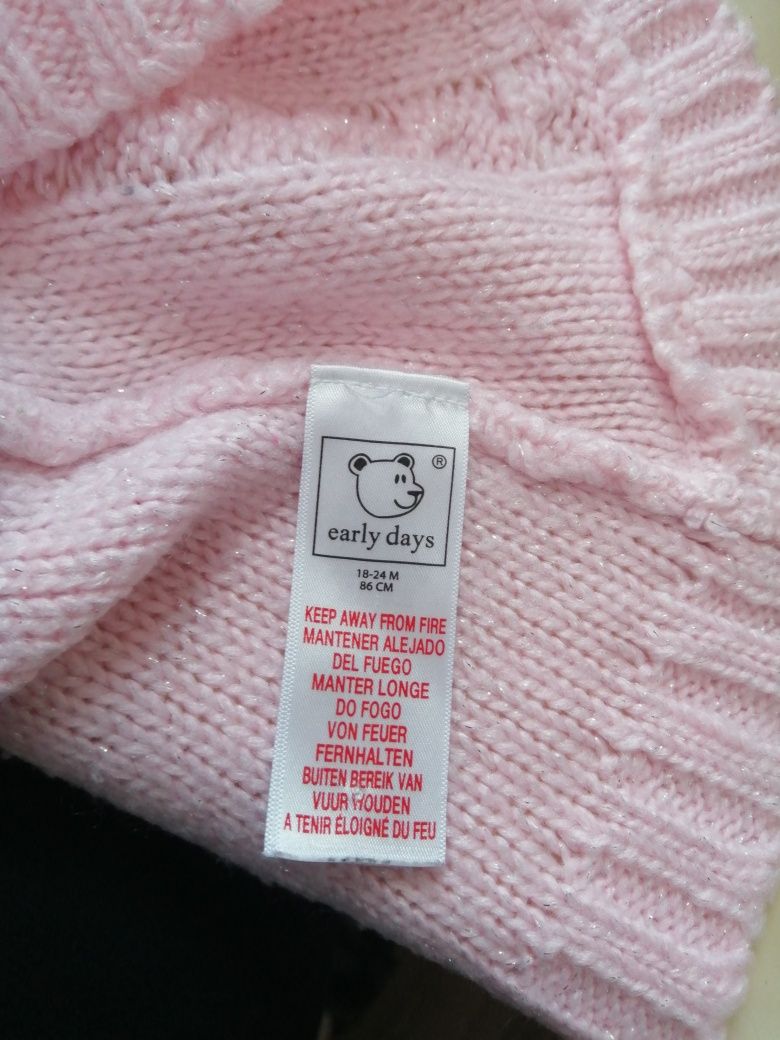 ®
early days
18-24 M
86 CM
KEEP AWAY FROM FIRE
MANTENER ALEJADO
DEL FUEGO
MANTER LONGE
DO FOGO
VON FEUER
FERNHALTEN
BUITEN BEREIK VAN
VUUR HOUDEN
A TENIR ÉLOIGNÉ DU FEU